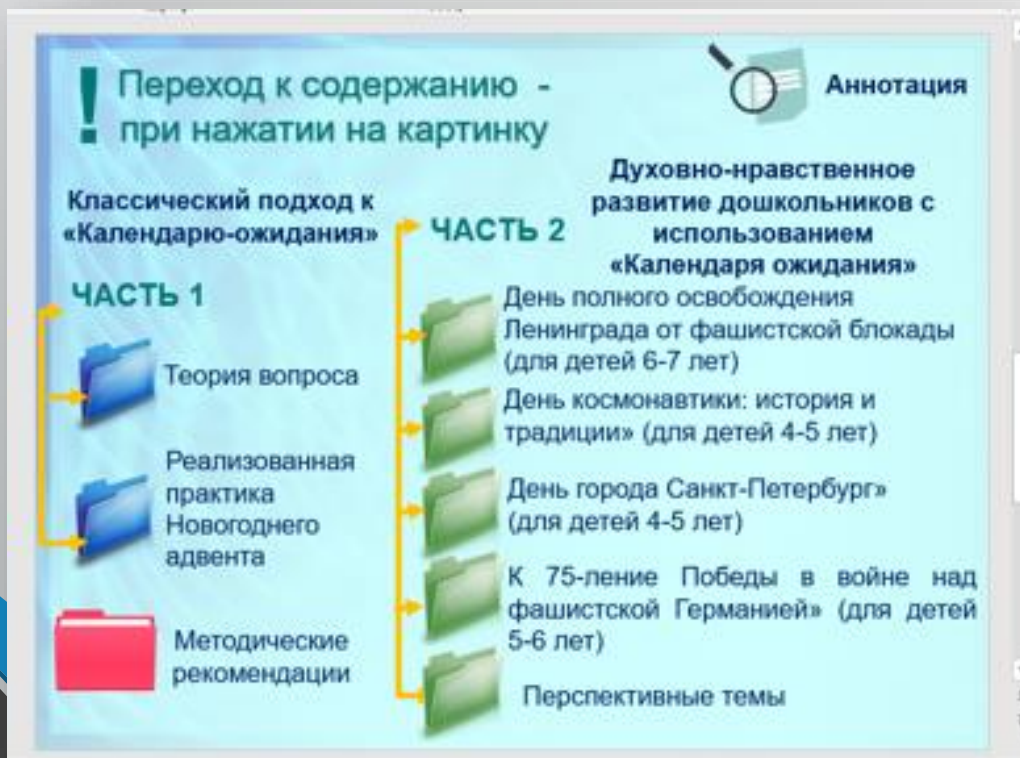 !
Переход к содержанию -
при нажатии на картинку
Аннотация
Классический подход к
«Календарю-ожидания»
ЧАСТЬ 1
Теория вопроса
Реализованная
практика
Новогоднего
адвента
Методические
рекомендации
ЧАСТЬ 2
Духовно-нравственное
развитие дошкольников с
использованием
«Календаря ожидания»
День полного освобождения
Ленинграда от фашистской блокады
(для детей 6-7 лет)
День космонавтики: история и
традиции» (для детей 4-5 лет)
День города Санкт-Петербург»
(для детей 4-5 лет)
К 75-ление Победы в войне над
фашистской Германией» (для детей
5-6 лет)
Перспективные темы